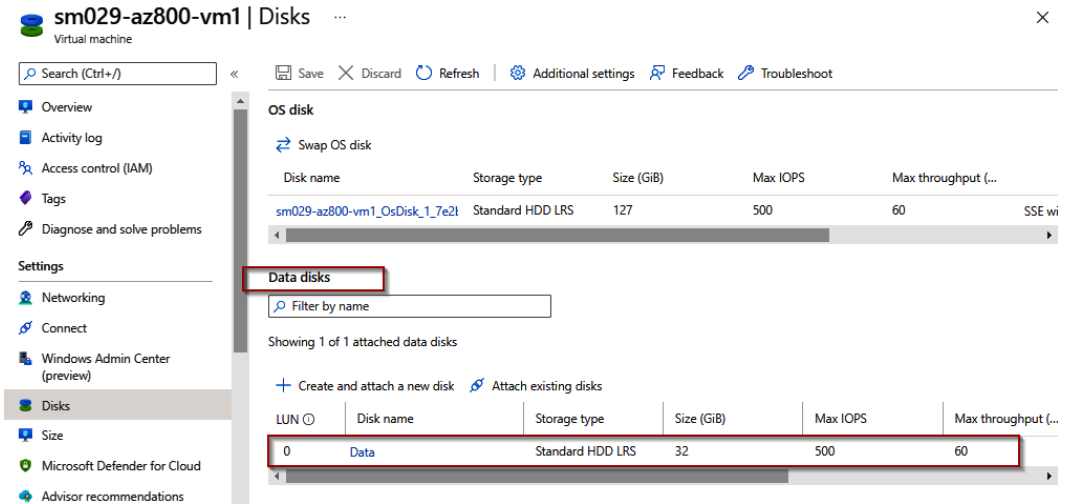 sm029-az800-vm1 | Disks ...
Virtual machine
Search (Ctrl+/)
«
Save Discard Refresh Additional settings Feedback Troubleshoot
Overview
Activity log
Access control (IAM)
Tags
Diagnose and solve problems
Settings
Networking
Connect
Windows Admin Center
(preview)
Disks
Size
Microsoft Defender for Cloud
Advisor recommendations
OS disk
Swap OS disk
Disk name Storage type Size (GiB) Max IOPS Max throughput (...
sm029-az800-vm1_OsDisk_1_7e2b Standard HDD LRS 127 500 60 SSE wi
Data disks
Filter by name
Showing 1 of 1 attached data disks
Create and attach a new disk Attach existing disks
LUN Disk name Storage type Size (GiB) Max IOPS Max throughput (...
0 Data Standard HDD LRS 32 500 60